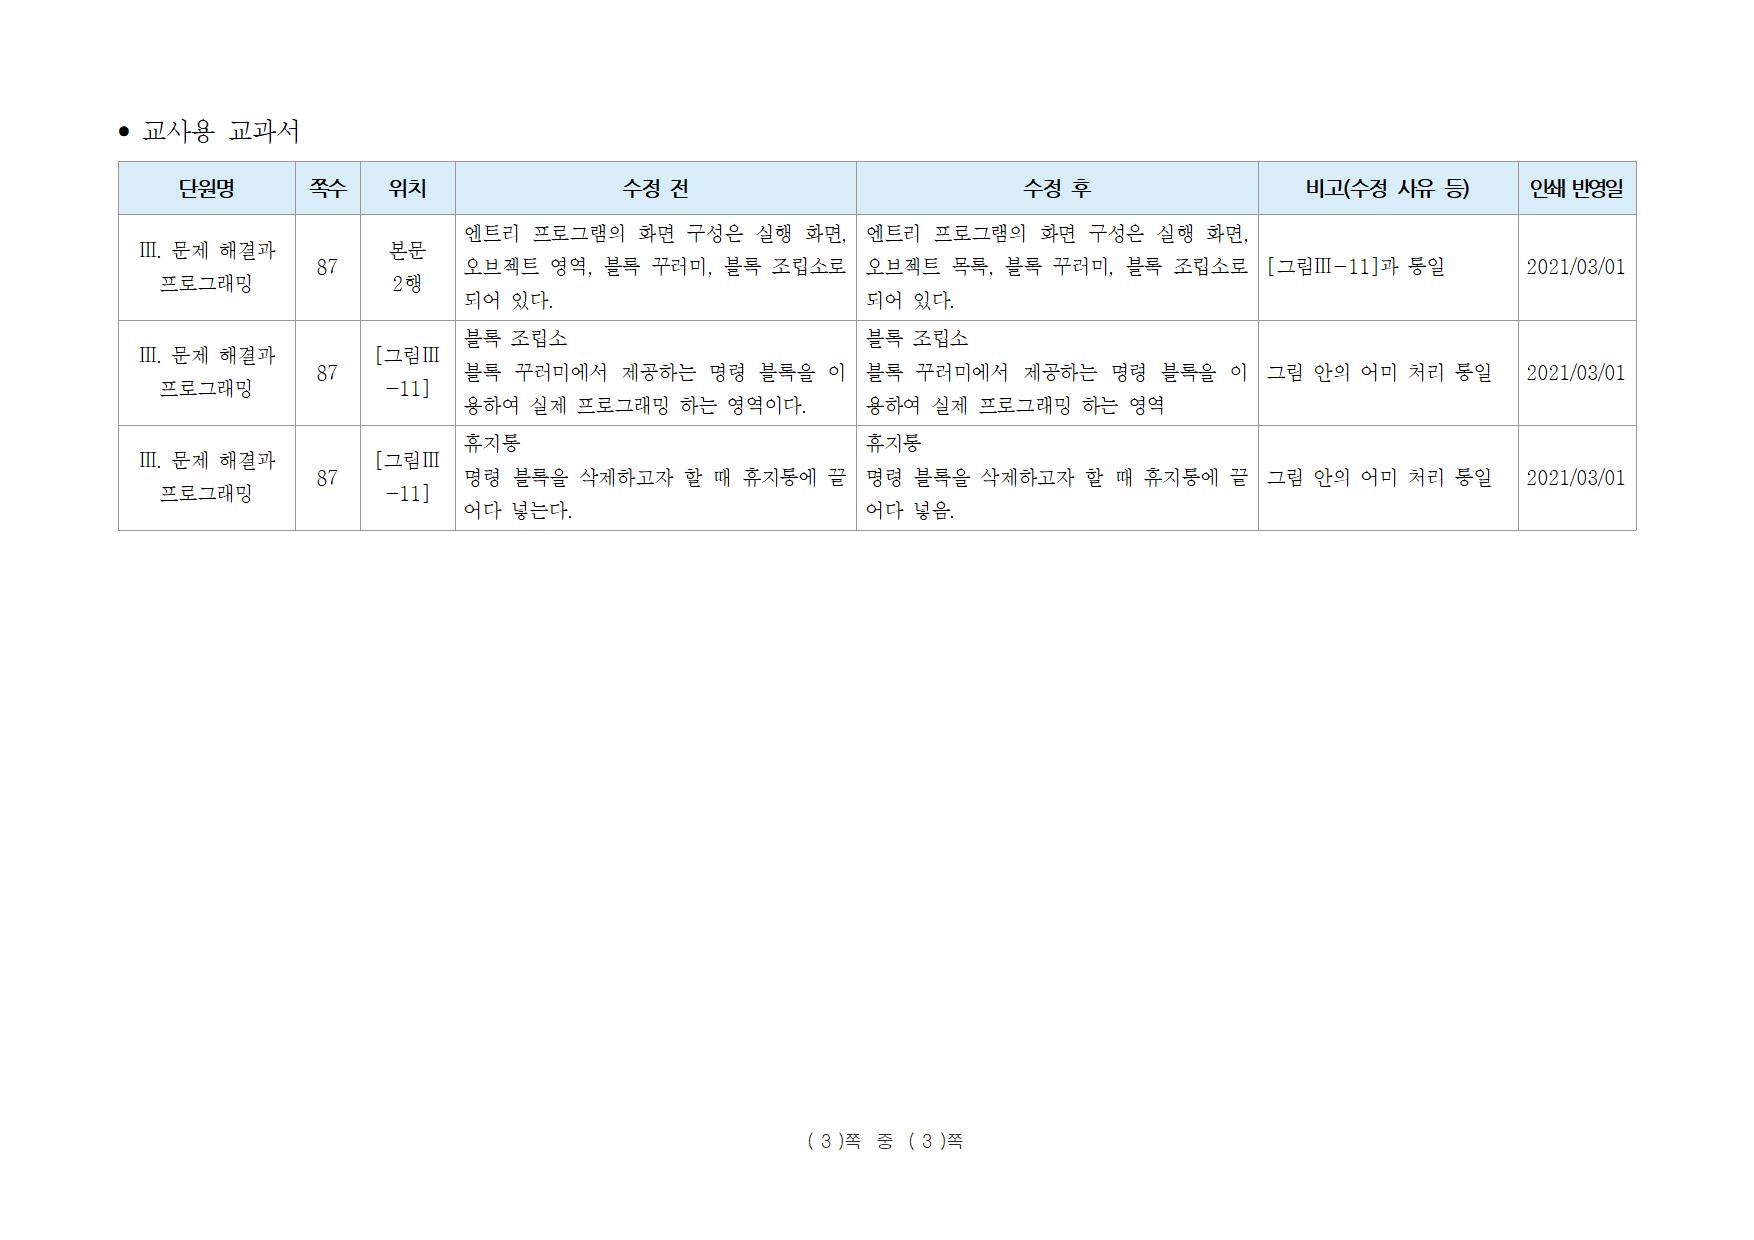 • 교사용 교과서
단원명 쪽수 위치 수정 전 수정 후 비고(수정 사유 등) 인쇄 반영일
Ⅲ. 문제 해결과
프로그래밍
87
본문
2행
엔트리 프로그램의 화면 구성은 실행 화면,
오브젝트 영역, 블록 꾸러미, 블록 조립소로
되어 있다.
엔트리 프로그램의 화면 구성은 실행 화면,
오브젝트 목록, 블록 꾸러미, 블록 조립소로
되어 있다.
[그림Ⅲ-11]과 통일
2021/03/01
Ⅲ. 문제 해결과
프로그래밍
87
[그림Ⅲ
-11]
블록 조립소
블록 꾸러미에서 제공하는 명령 블록을 이
용하여 실제 프로그래밍 하는 영역이다.
블록 조립소
블록 꾸러미에서 제공하는 명령 블록을 이
용하여 실제 프로그래밍 하는 영역
그림 안의 어미 처리 통일
2021/03/01
Ⅲ. 문제 해결과
프로그래밍
87
[그림Ⅲ
-11]
휴지통
명령 블록을 삭제하고자 할 때 휴지통에 끌
어다 넣는다.
휴지통
명령 블록을 삭제하고자 할 때 휴지통에 끌
어다 넣음.
그림 안의 어미 처리 통일
2021/03/01
( 3 )쪽 중 ( 3 )쪽